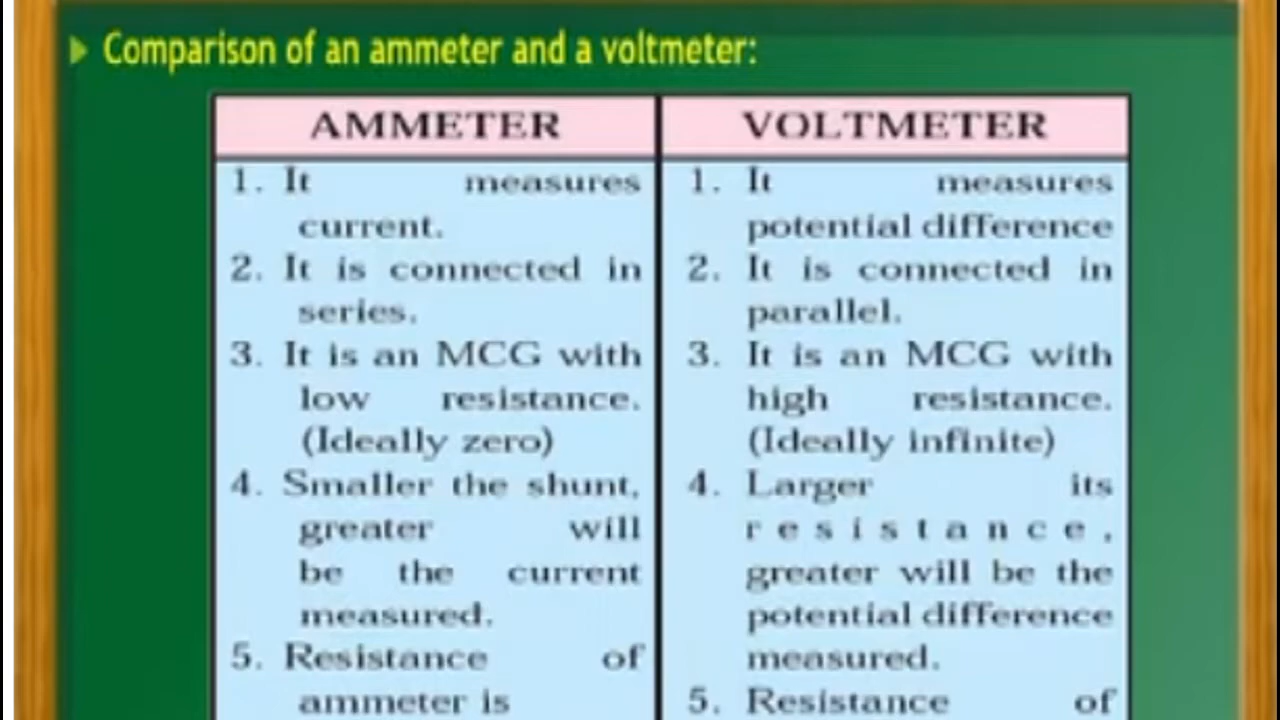 Comparison of an ammeter and a voltmeter:
AMMETER
1. It measures
current.
2. It is connected in
series.
3. It is an MCG with
low resistance.
(Ideally zero)
4. Smaller the shunt,
greater will
be the current
measured.
5. Resistance of
ammeter is
VOLTMETER
1. It measures
potential difference
2. It is connected in
parallel.
3. It is an MCG with
high resistance.
(Ideally infinite)
4. Larger its
resistance,
greater will be the
potential difference
measured.
5. Resistance of